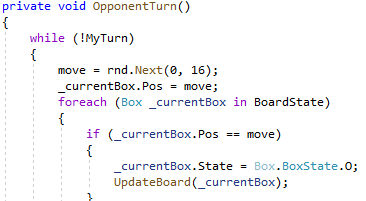 private void OpponentTurn()
{
while (!MyTurn)
{
move = rnd.Next(0, 16);
_currentBox.Pos = move;
foreach (Box _currentBox in BoardState)
{
if (_currentBox.Pos == move)
{
_currentBox.State = Box.BoxState.O;
UpdateBoard(_currentBox);
}